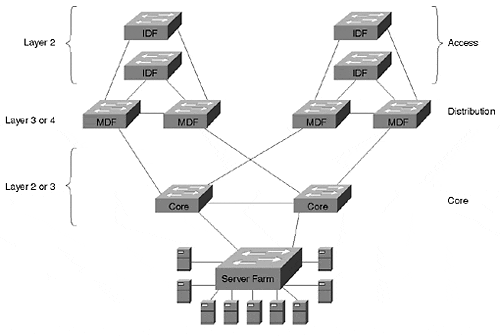 IDF
IDF
Layer 2
Access
IDF
IDF
Layer 3 or 4
MDF
MDF
MDF
MDF
Distribution
Layer 2 or 3
Core
Core
Core
Server Farm